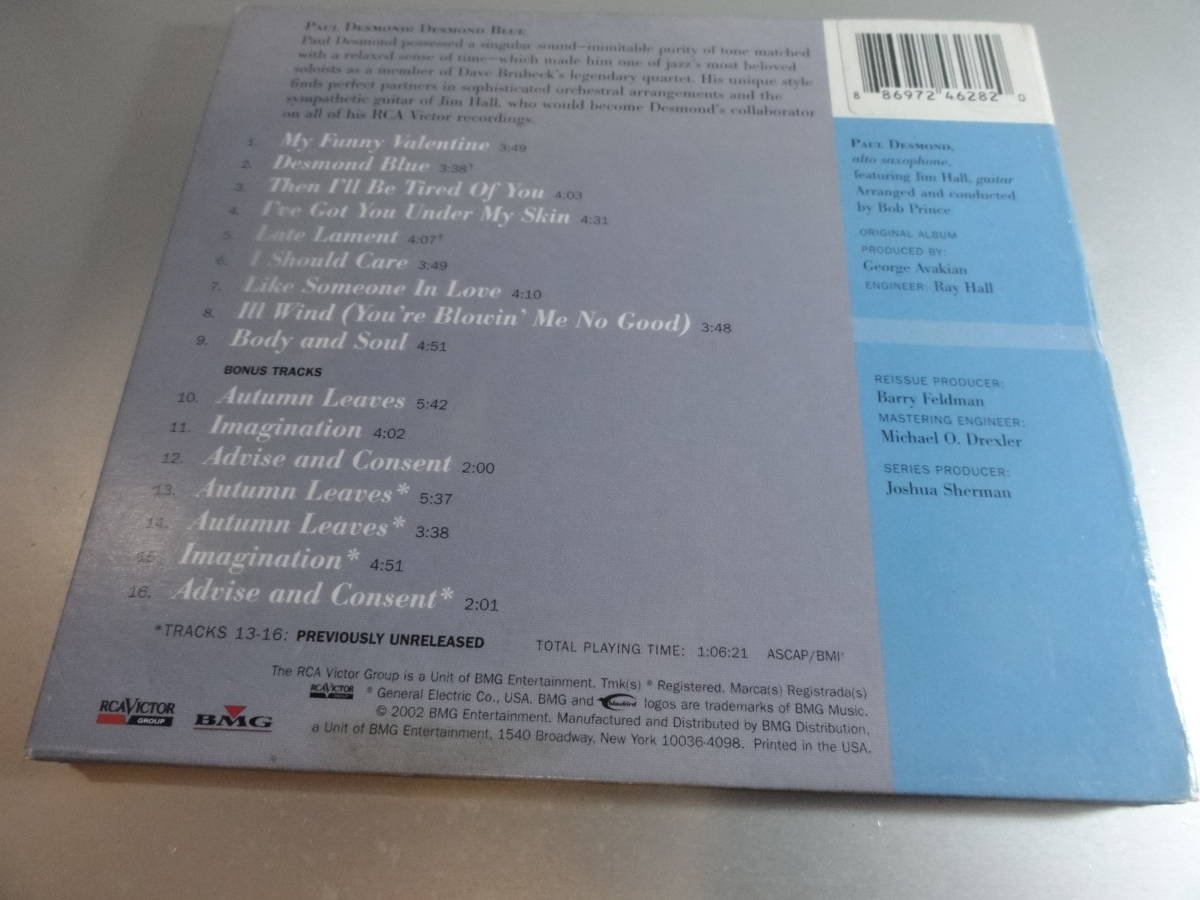 PAUL DESMOND: DESMOND BLUE
Paul Desmond possessed a singular sound—inimitable purity of tone matched
with a relaxed sense of time—which made him one of jazz's most beloved
soloists as a member of Dave Brubeck's legendary quartet. His unique style
finds perfect partners in sophisticated orchestral arrangements and the
sympathetic guitar of Jim Hall, who would become Desmond's collaborator
on all of his RCA Victor recordings.
1. My Funny Valentine 3:49
2. Desmond Blue 3:38†
3. Then I'll Be Tired Of You 4:03
4. I've Got You Under My Skin 4:31
5. Late Lament 4:07†
6. I Should Care 3:49
7. Like Someone In Love 4:10
8. Ill Wind (You're Blowin' Me No Good) 3:48
9. Body and Soul 4:51
BONUS TRACKS
10. Autumn Leaves 5:42
11. Imagination 4:02
12. Advise and Consent 2:00
13. Autumn Leaves* 5:37
14. Autumn Leaves* 3:38
15. Imagination* 4:51
16. Advise and Consent* 2:01
*TRACKS 13-16: PREVIOUSLY UNRELEASED
TOTAL PLAYING TIME: 1:06:21 ASCAP/BMI†
The RCA Victor Group is a Unit of BMG Entertainment. Tmk(s) ® Registered. Marca(s) Registrada(s)
RCA VICTOR GROUP ® General Electric Co., USA. BMG and bluebird logos are trademarks of BMG Music.
© 2002 BMG Entertainment. Manufactured and Distributed by BMG Distribution,
a Unit of BMG Entertainment, 1540 Broadway, New York 10036-4098. Printed in the USA.
RCA VICTOR
GROUP
BMG
8 86972 46282 0
PAUL DESMOND,
alto saxophone,
featuring Jim Hall, guitar
Arranged and conducted
by Bob Prince
ORIGINAL ALBUM
PRODUCED BY:
George Avakian
ENGINEER: Ray Hall
REISSUE PRODUCER:
Barry Feldman
MASTERING ENGINEER:
Michael O. Drexler
SERIES PRODUCER:
Joshua Sherman